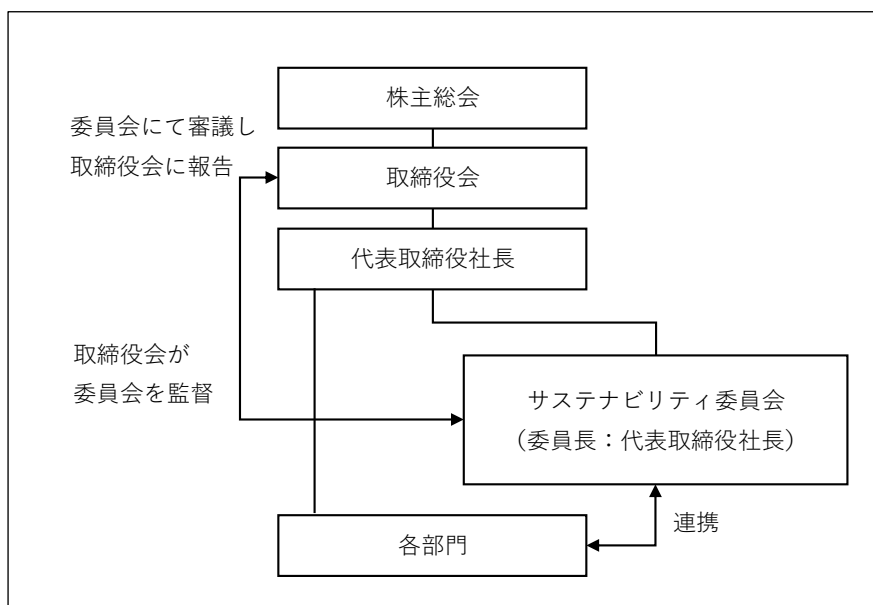 株主総会
委員会にて審議し
取締役会に報告
取締役会
代表取締役社長
取締役会が
委員会を監督
サステナビリティ委員会
（委員長：代表取締役社長）
連携
各部門